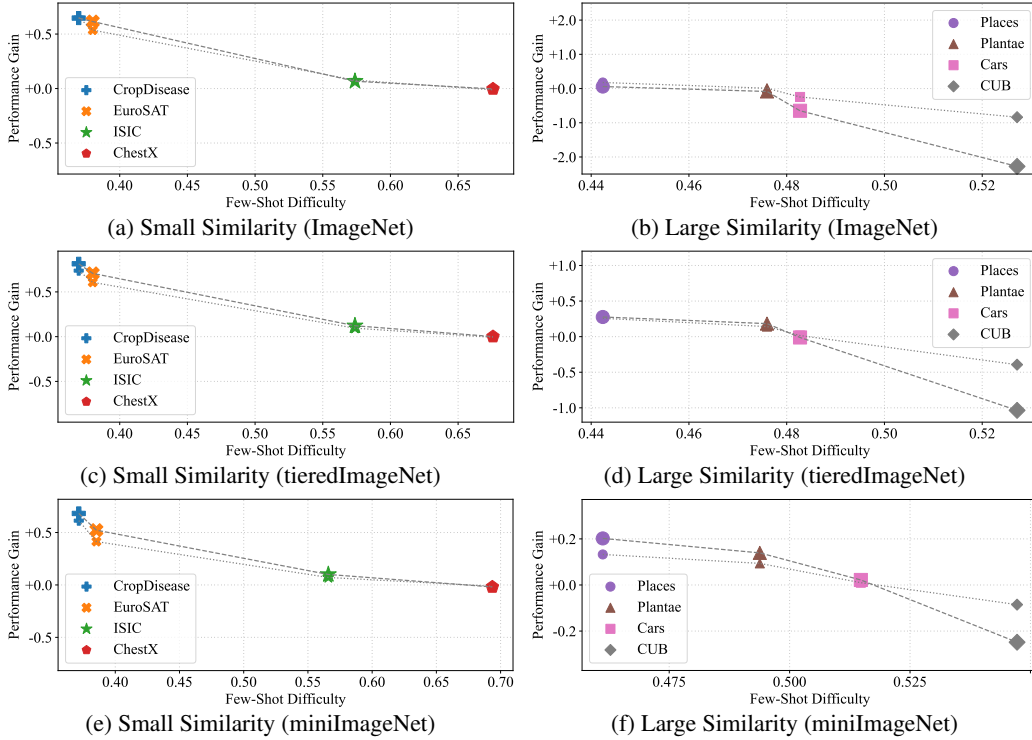 Performance Gain
+0.5
+0.0
-0.5
CropDisease
EuroSAT
ISIC
ChestX
0.40
0.45
0.50
0.55
0.60
0.65
Few-Shot Difficulty
(a) Small Similarity (ImageNet)
Performance Gain
+2.0
+1.0
+0.0
-1.0
-2.0
Places
Plantae
Cars
CUB
0.44
0.46
0.48
0.50
0.52
Few-Shot Difficulty
(b) Large Similarity (ImageNet)
Performance Gain
+0.5
+0.0
-0.5
CropDisease
EuroSAT
ISIC
ChestX
0.40
0.45
0.50
0.55
0.60
0.65
Few-Shot Difficulty
(c) Small Similarity (tieredImageNet)
Performance Gain
+1.0
+0.5
+0.0
-0.5
-1.0
Places
Plantae
Cars
CUB
0.44
0.46
0.48
0.50
0.52
Few-Shot Difficulty
(d) Large Similarity (tieredImageNet)
Performance Gain
+0.5
+0.0
-0.5
CropDisease
EuroSAT
ISIC
ChestX
0.40
0.45
0.50
0.55
0.60
0.65
0.70
Few-Shot Difficulty
(e) Small Similarity (miniImageNet)
Performance Gain
+0.2
+0.0
-0.2
Places
Plantae
Cars
CUB
0.475
0.500
0.525
Few-Shot Difficulty
(f) Large Similarity (miniImageNet)